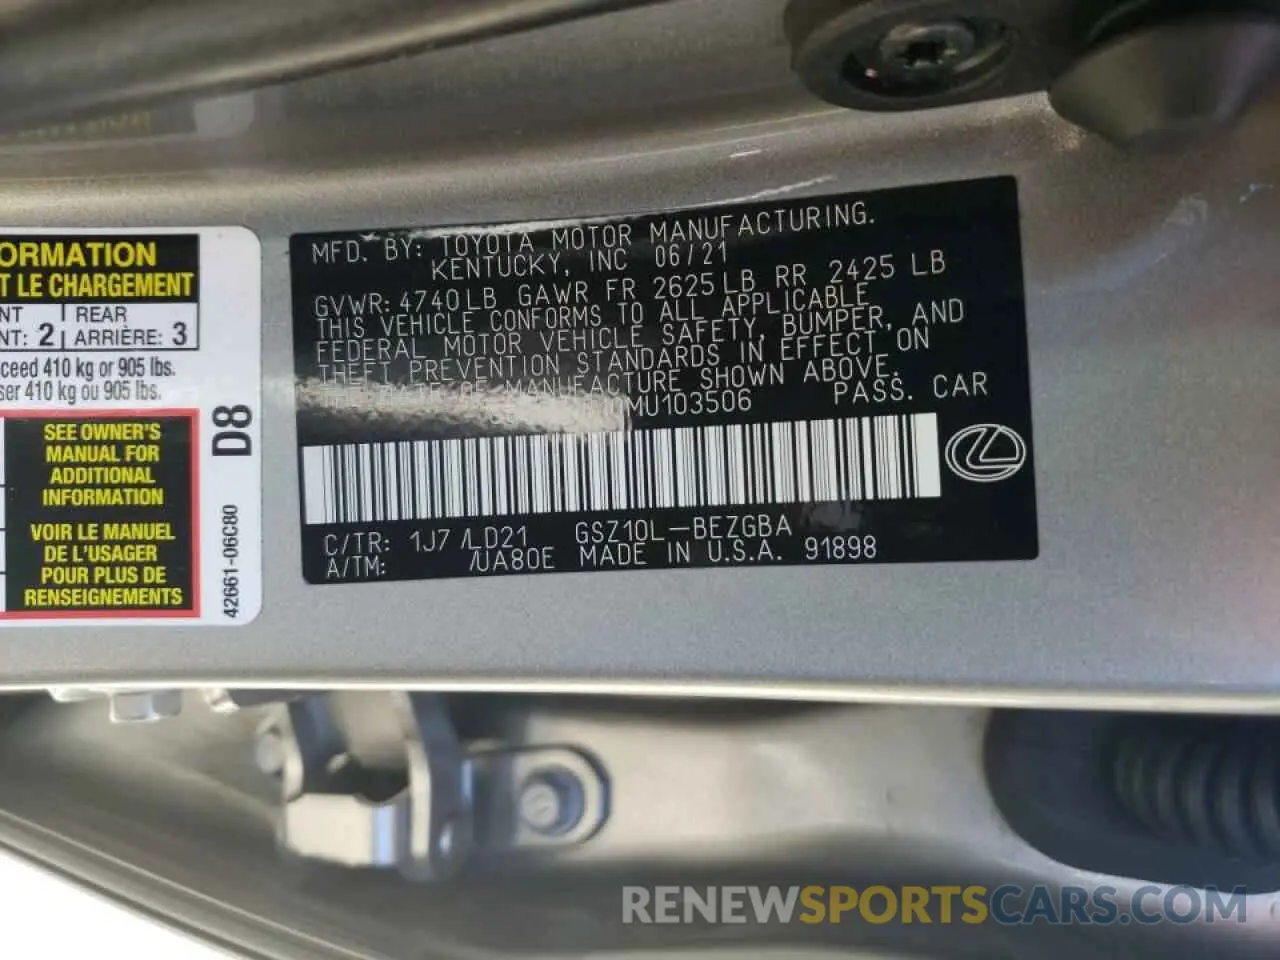 ORMATION
T LE CHARGEMENT
NT | REAR
NT: 2 | ARRIÈRE: 3
ceed 410 kg or 905 lbs.
ser 410 kg ou 905 lbs.
SEE OWNER'S
MANUAL FOR
ADDITIONAL
INFORMATION
VOIR LE MANUEL
DE L'USAGER
POUR PLUS DE
RENSEIGNEMENTS
D8
42661-06C80
MFD. BY: TOYOTA MOTOR MANUFACTURING.
KENTUCKY, INC 06/21
GVWR: 4740LB GAWR FR 2625LB RR 2425 LB
THIS VEHICLE CONFORMS TO ALL APPLICABLE
FEDERAL MOTOR VEHICLE SAFETY, BUMPER, AND
THEFT PREVENTION STANDARDS IN EFFECT ON
THE DATE OF MANUFACTURE SHOWN ABOVE.
MU103506 PASS. CAR
C/TR: 1J7 /LD21 GSZ10L-BEZGBA
A/TM: /UA80E MADE IN U.S.A. 91898
RENEWSPORTSCARS.COM